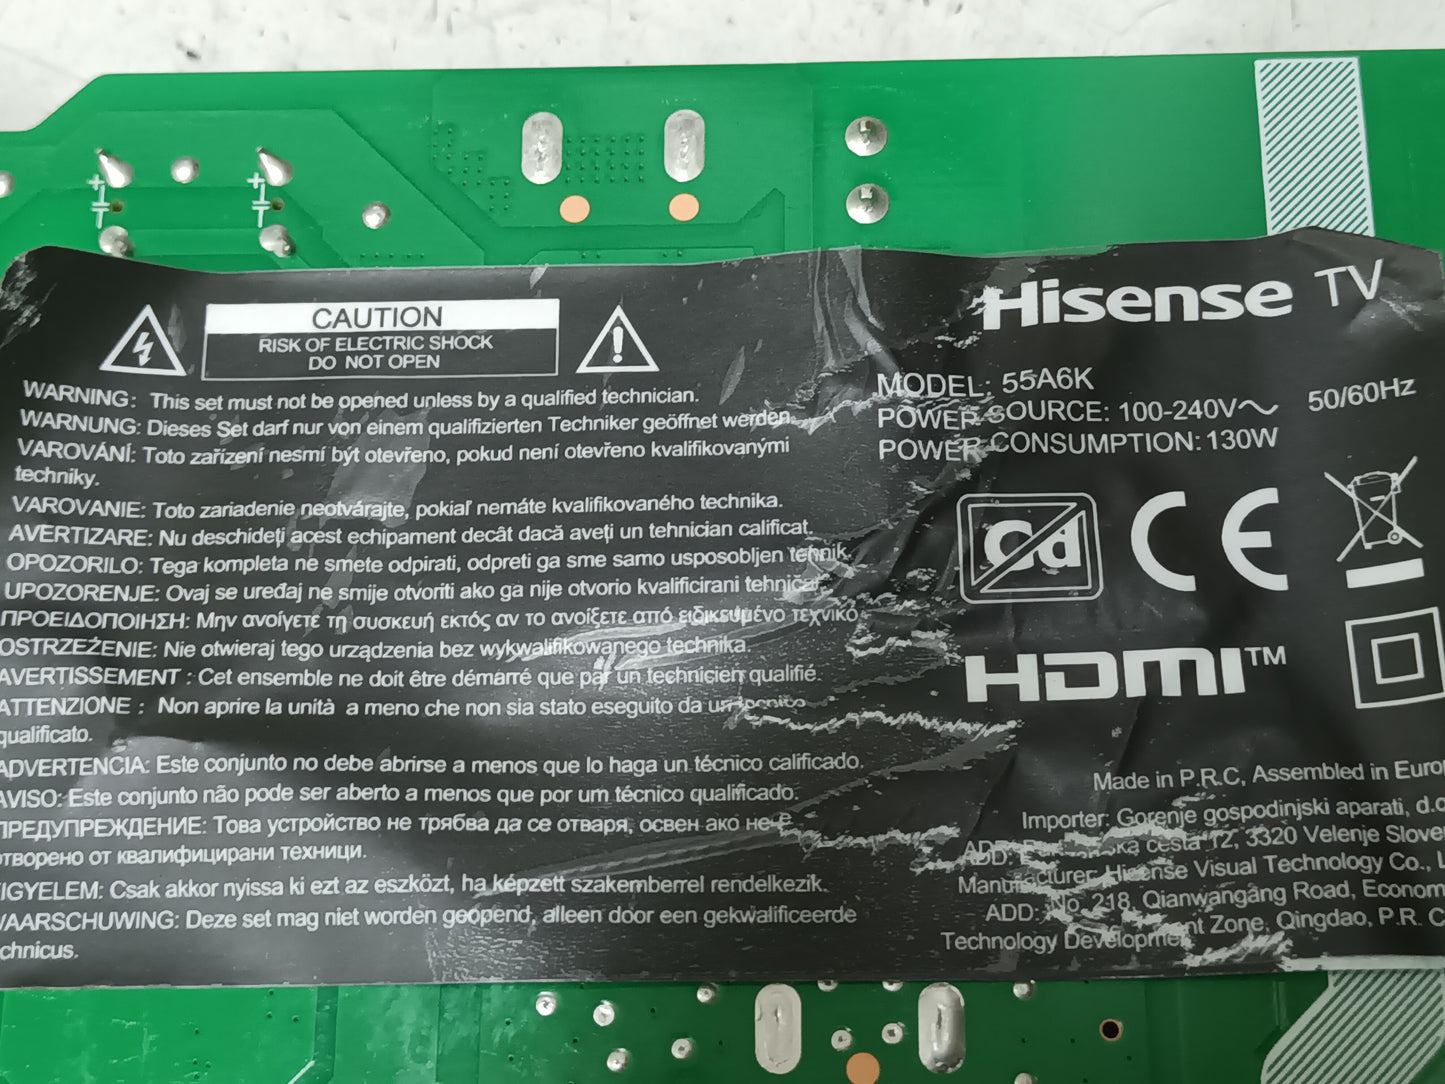 Hisense TV
CAUTION
RISK OF ELECTRIC SHOCK
DO NOT OPEN
WARNING: This set must not be opened unless by a qualified technician.
WARNUNG: Dieses Set darf nur von einem qualifizierten Techniker geöffnet werden.
VAROVÁNÍ: Toto zařízení nesmí být otevřeno, pokud není otevřeno kvalifikovanými
techniky.
VAROVANIE: Toto zariadenie neotvárajte, pokiaľ nemáte kvalifikovaného technika.
AVERTIZARE: Nu deschideți acest echipament decât dacă aveți un tehnician calificat.
OPOZORILO: Tega kompleta ne smete odpirati, odpreti ga sme samo usposobljen tehnik.
UPOZORENJE: Ovaj se uređaj ne smije otvoriti ako ga nije otvorio kvalificirani tehničar
ΠΡΟΕΙΔΟΠΟΙΗΣΗ: Μην ανοίγετε τη συσκευή εκτός αν το ανοίξετε από ειδικευμένο τεχνικό
OSTRZEŻENIE: Nie otwieraj tego urządzenia bez wykwalifikowanego technika.
AVERTISSEMENT : Cet ensemble ne doit être démarré que par un technicien qualifié.
ATTENZIONE : Non aprire la unità a meno che non sia stato eseguito da un tecnico
qualificato.
ADVERTENCIA: Este conjunto no debe abrirse a menos que lo haga un técnico calificado.
AVISO: Este conjunto não pode ser aberto a menos que por um técnico qualificado.
ПРЕДУПРЕЖДЕНИЕ: Това устройство не трябва да се отваря, освен ако не е
отворено от квалифицирани техници.
IGYELEM: Csak akkor nyissa ki ezt az eszközt, ha képzett szakemberrel rendelkezik.
WAARSCHUWING: Deze set mag niet worden geopend, alleen door een gekwalificeerde
chnicus.
MODEL: 55A6K
POWER SOURCE: 100-240V～ 50/60Hz
POWER CONSUMPTION: 130W
Cd
CE
HDMI™
Made in P.R.C, Assembled in Euro
Importer: Gorenje gospodinjski aparati, d.o
ADD: cesta 12, 3320 Velenje Slove
Manufacturer: Hisense Visual Technology Co., L
ADD: No. 218, Qianwangang Road, Econom
Technology Development Zone, Qingdao, P.R. C